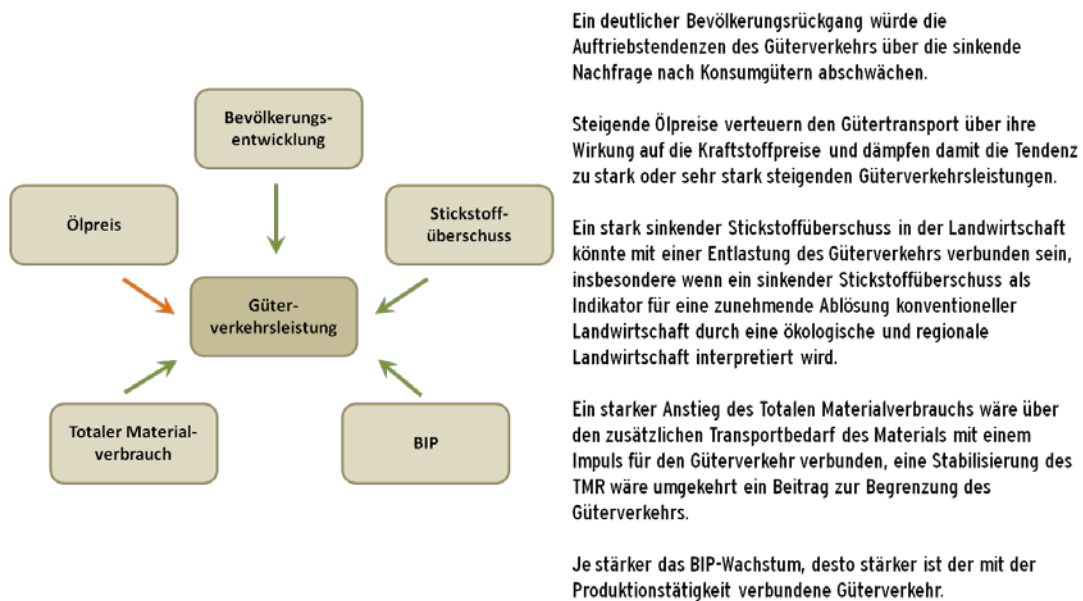 Bevölkerungs-
entwicklung
Ölpreis
Stickstoff-
überschuss
Güter-
verkehrsleistung
Totaler Material-
verbrauch
BIP
Ein deutlicher Bevölkerungsrückgang würde die
Auftriebstendenzen des Güterverkehrs über die sinkende
Nachfrage nach Konsumgütern abschwächen.
Steigende Ölpreise verteuern den Gütertransport über ihre
Wirkung auf die Kraftstoffpreise und dämpfen damit die Tendenz
zu stark oder sehr stark steigenden Güterverkehrsleistungen.
Ein stark sinkender Stickstoffüberschuss in der Landwirtschaft
könnte mit einer Entlastung des Güterverkehrs verbunden sein,
insbesondere wenn ein sinkender Stickstoffüberschuss als
Indikator für eine zunehmende Ablösung konventioneller
Landwirtschaft durch eine ökologische und regionale
Landwirtschaft interpretiert wird.
Ein starker Anstieg des Totalen Materialverbrauchs wäre über
den zusätzlichen Transportbedarf des Materials mit einem
Impuls für den Güterverkehr verbunden, eine Stabilisierung des
TMR wäre umgekehrt ein Beitrag zur Begrenzung des
Güterverkehrs.
Je stärker das BIP-Wachstum, desto stärker ist der mit der
Produktionstätigkeit verbundene Güterverkehr.